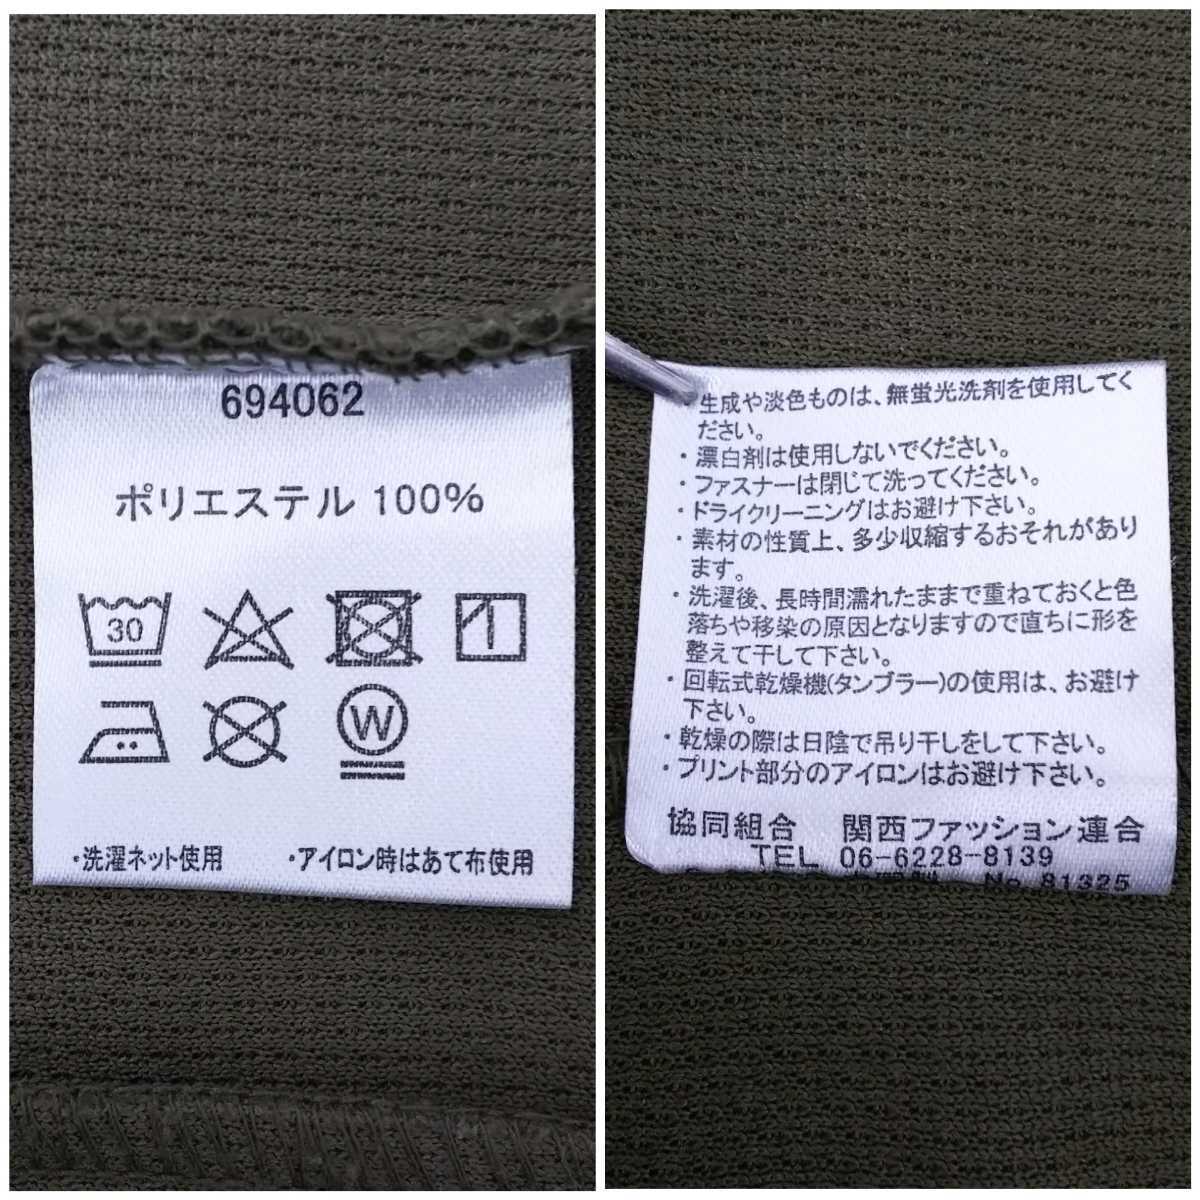 694062
ポリエステル 100%
30
W
・洗濯ネット使用 ・アイロン時はあて布使用
・生成や淡色ものは、無蛍光洗剤を使用してく
ださい。
・漂白剤は使用しないでください。
・ファスナーは閉じて洗ってください。
・ドライクリーニングはお避け下さい。
・素材の性質上、多少収縮するおそれがあり
ます。
・洗濯後、長時間濡れたままで重ねておくと色
落ちや移染の原因となりますので直ちに形を
整えて干して下さい。
・回転式乾燥機(タンブラー)の使用は、お避け
下さい。
・乾燥の際は日陰で吊り干しをして下さい。
・プリント部分のアイロンはお避け下さい。
協同組合 関西ファッション連合
TEL 06-6228-8139
No.81325